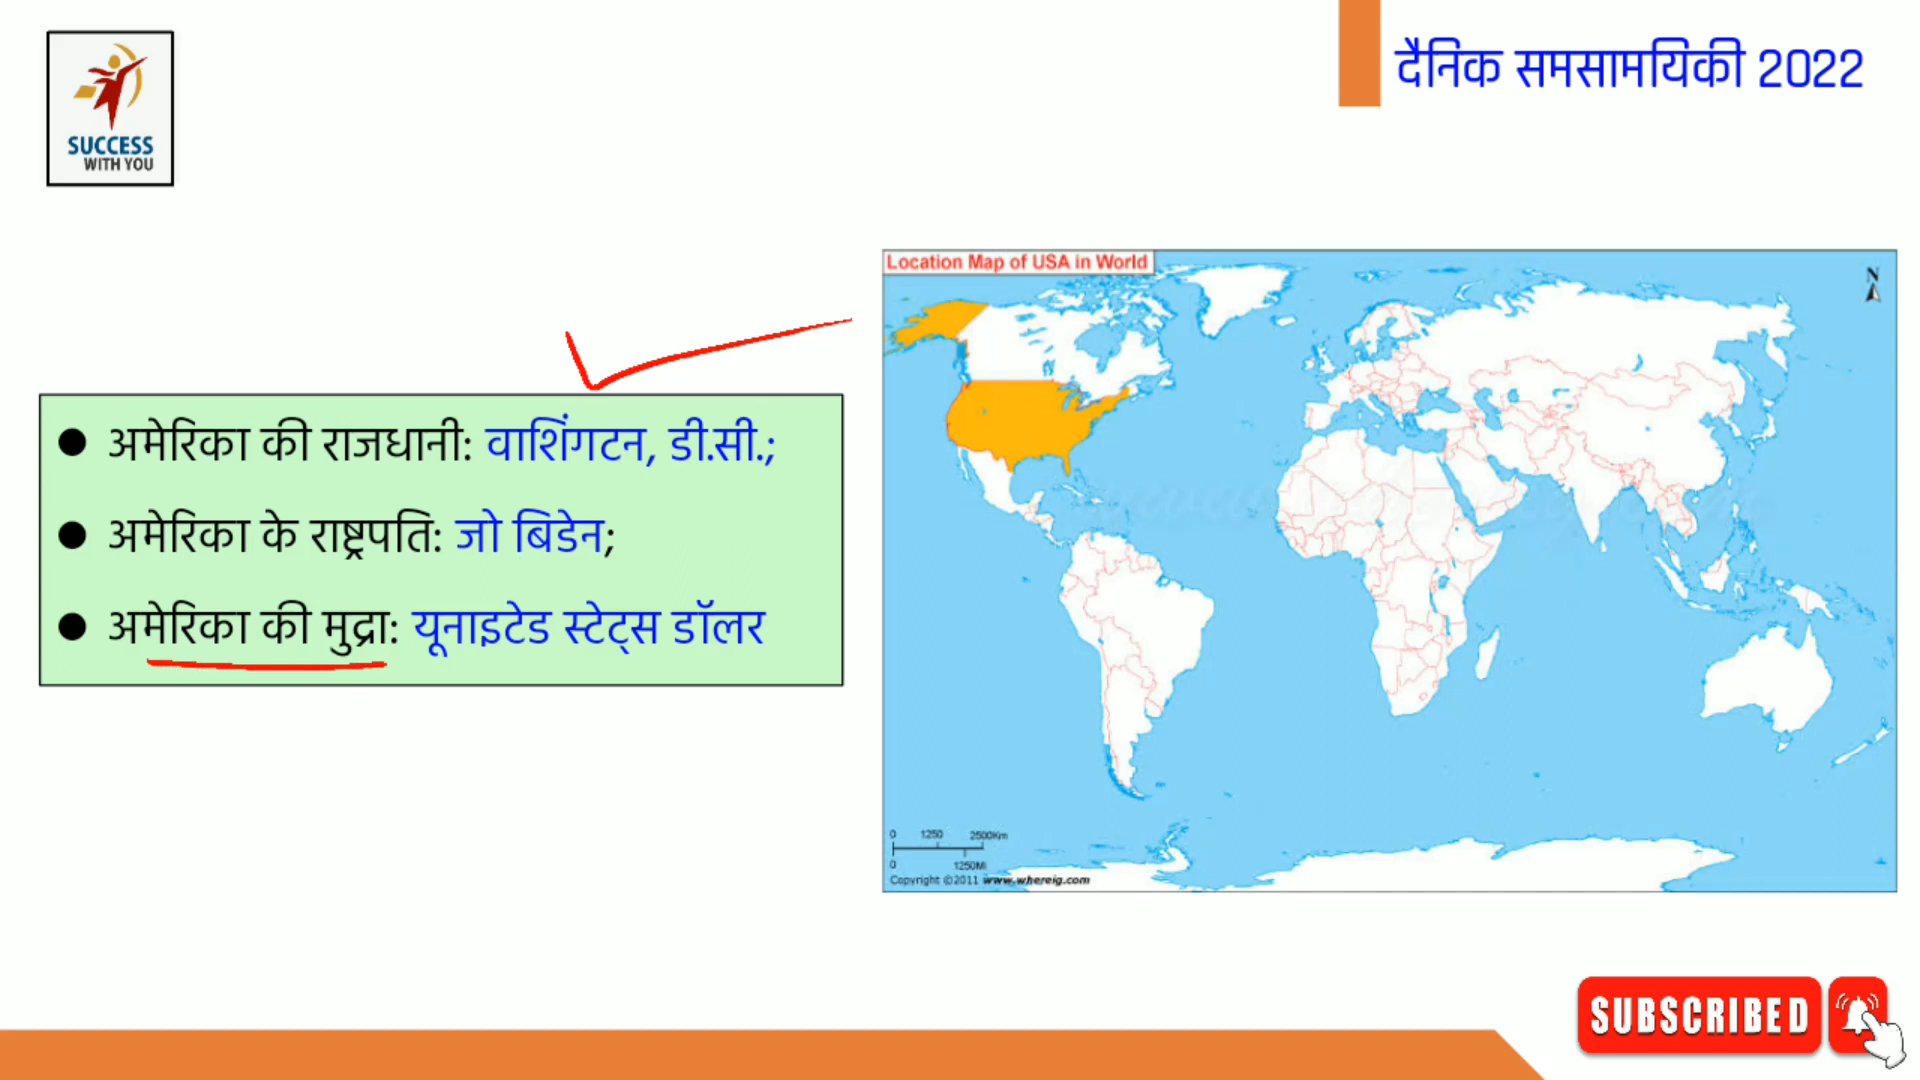 SUCCESS
WITH YOU
दैनिक समसामयिकी 2022
Location Map of USA in World
N
● अमेरिका की राजधानी: वाशिंगटन, डी.सी.;
● अमेरिका के राष्ट्रपति: जो बिडेन;
● अमेरिका की मुद्रा: यूनाइटेड स्टेट्स डॉलर
0 1250 2500Km
0 1250Mi
Copyright ©2011 www.whereig.com
SUBSCRIBED